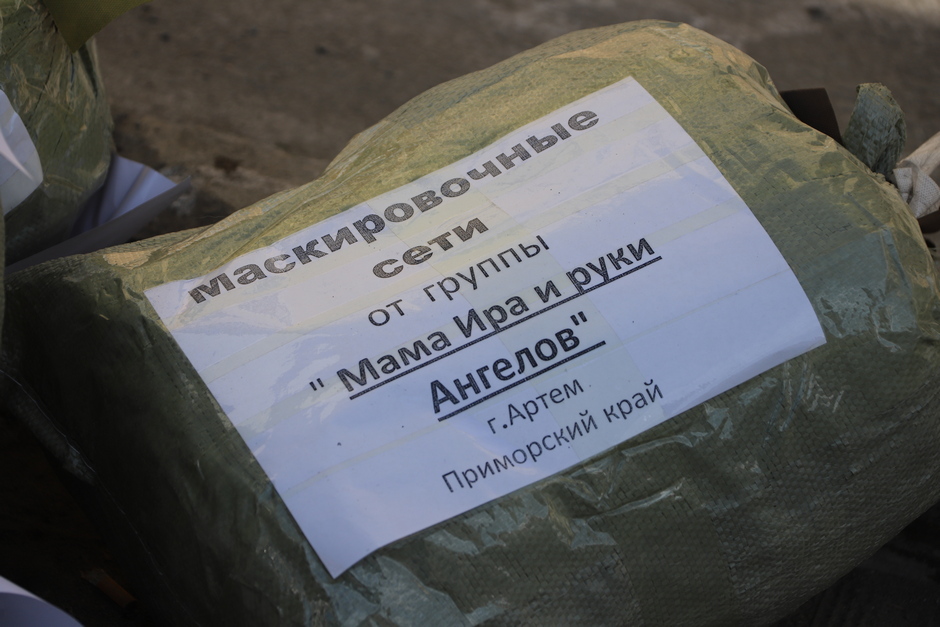 маскировочные
сети
от группы
" Мама Ира и руки
Ангелов"
г.Артем
Приморский край